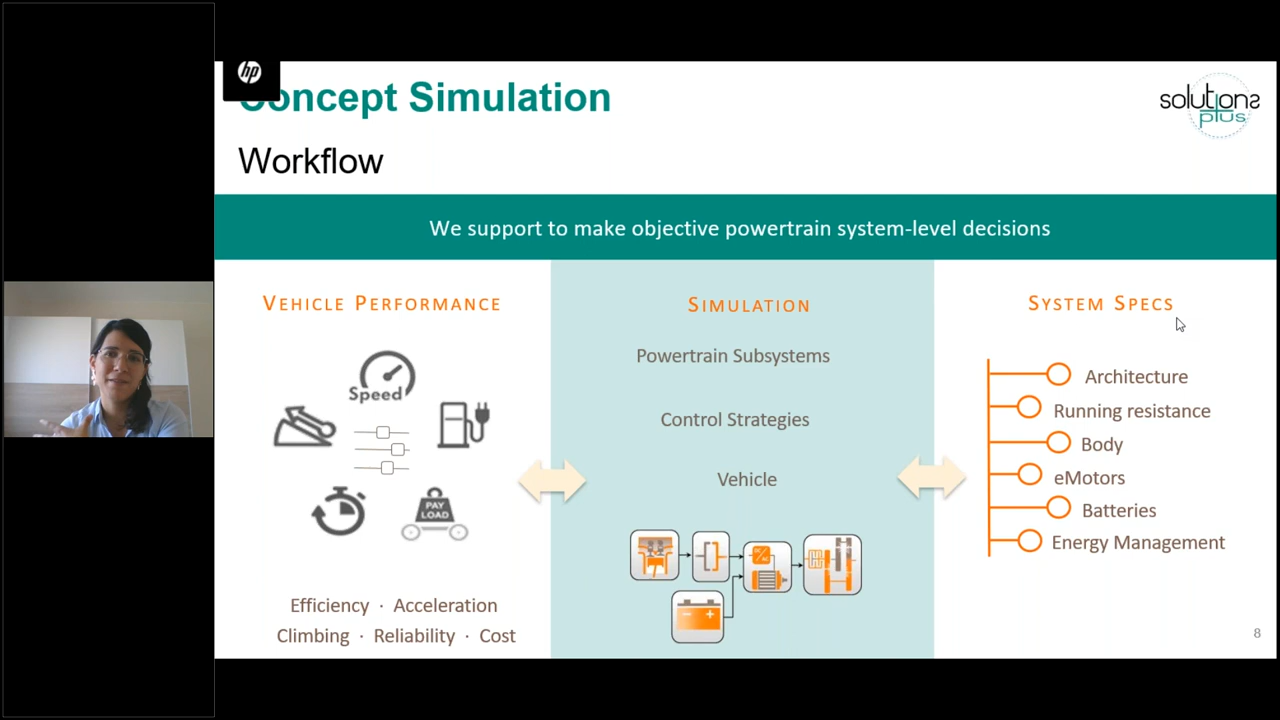 hp
Concept Simulation
solutions
plus
Workflow
We support to make objective powertrain system-level decisions
VEHICLE PERFORMANCE
Speed
PAY
LOAD
Efficiency · Acceleration
Climbing · Reliability · Cost
SIMULATION
Powertrain Subsystems
Control Strategies
Vehicle
SYSTEM SPECS
Architecture
Running resistance
Body
eMotors
Batteries
Energy Management
8